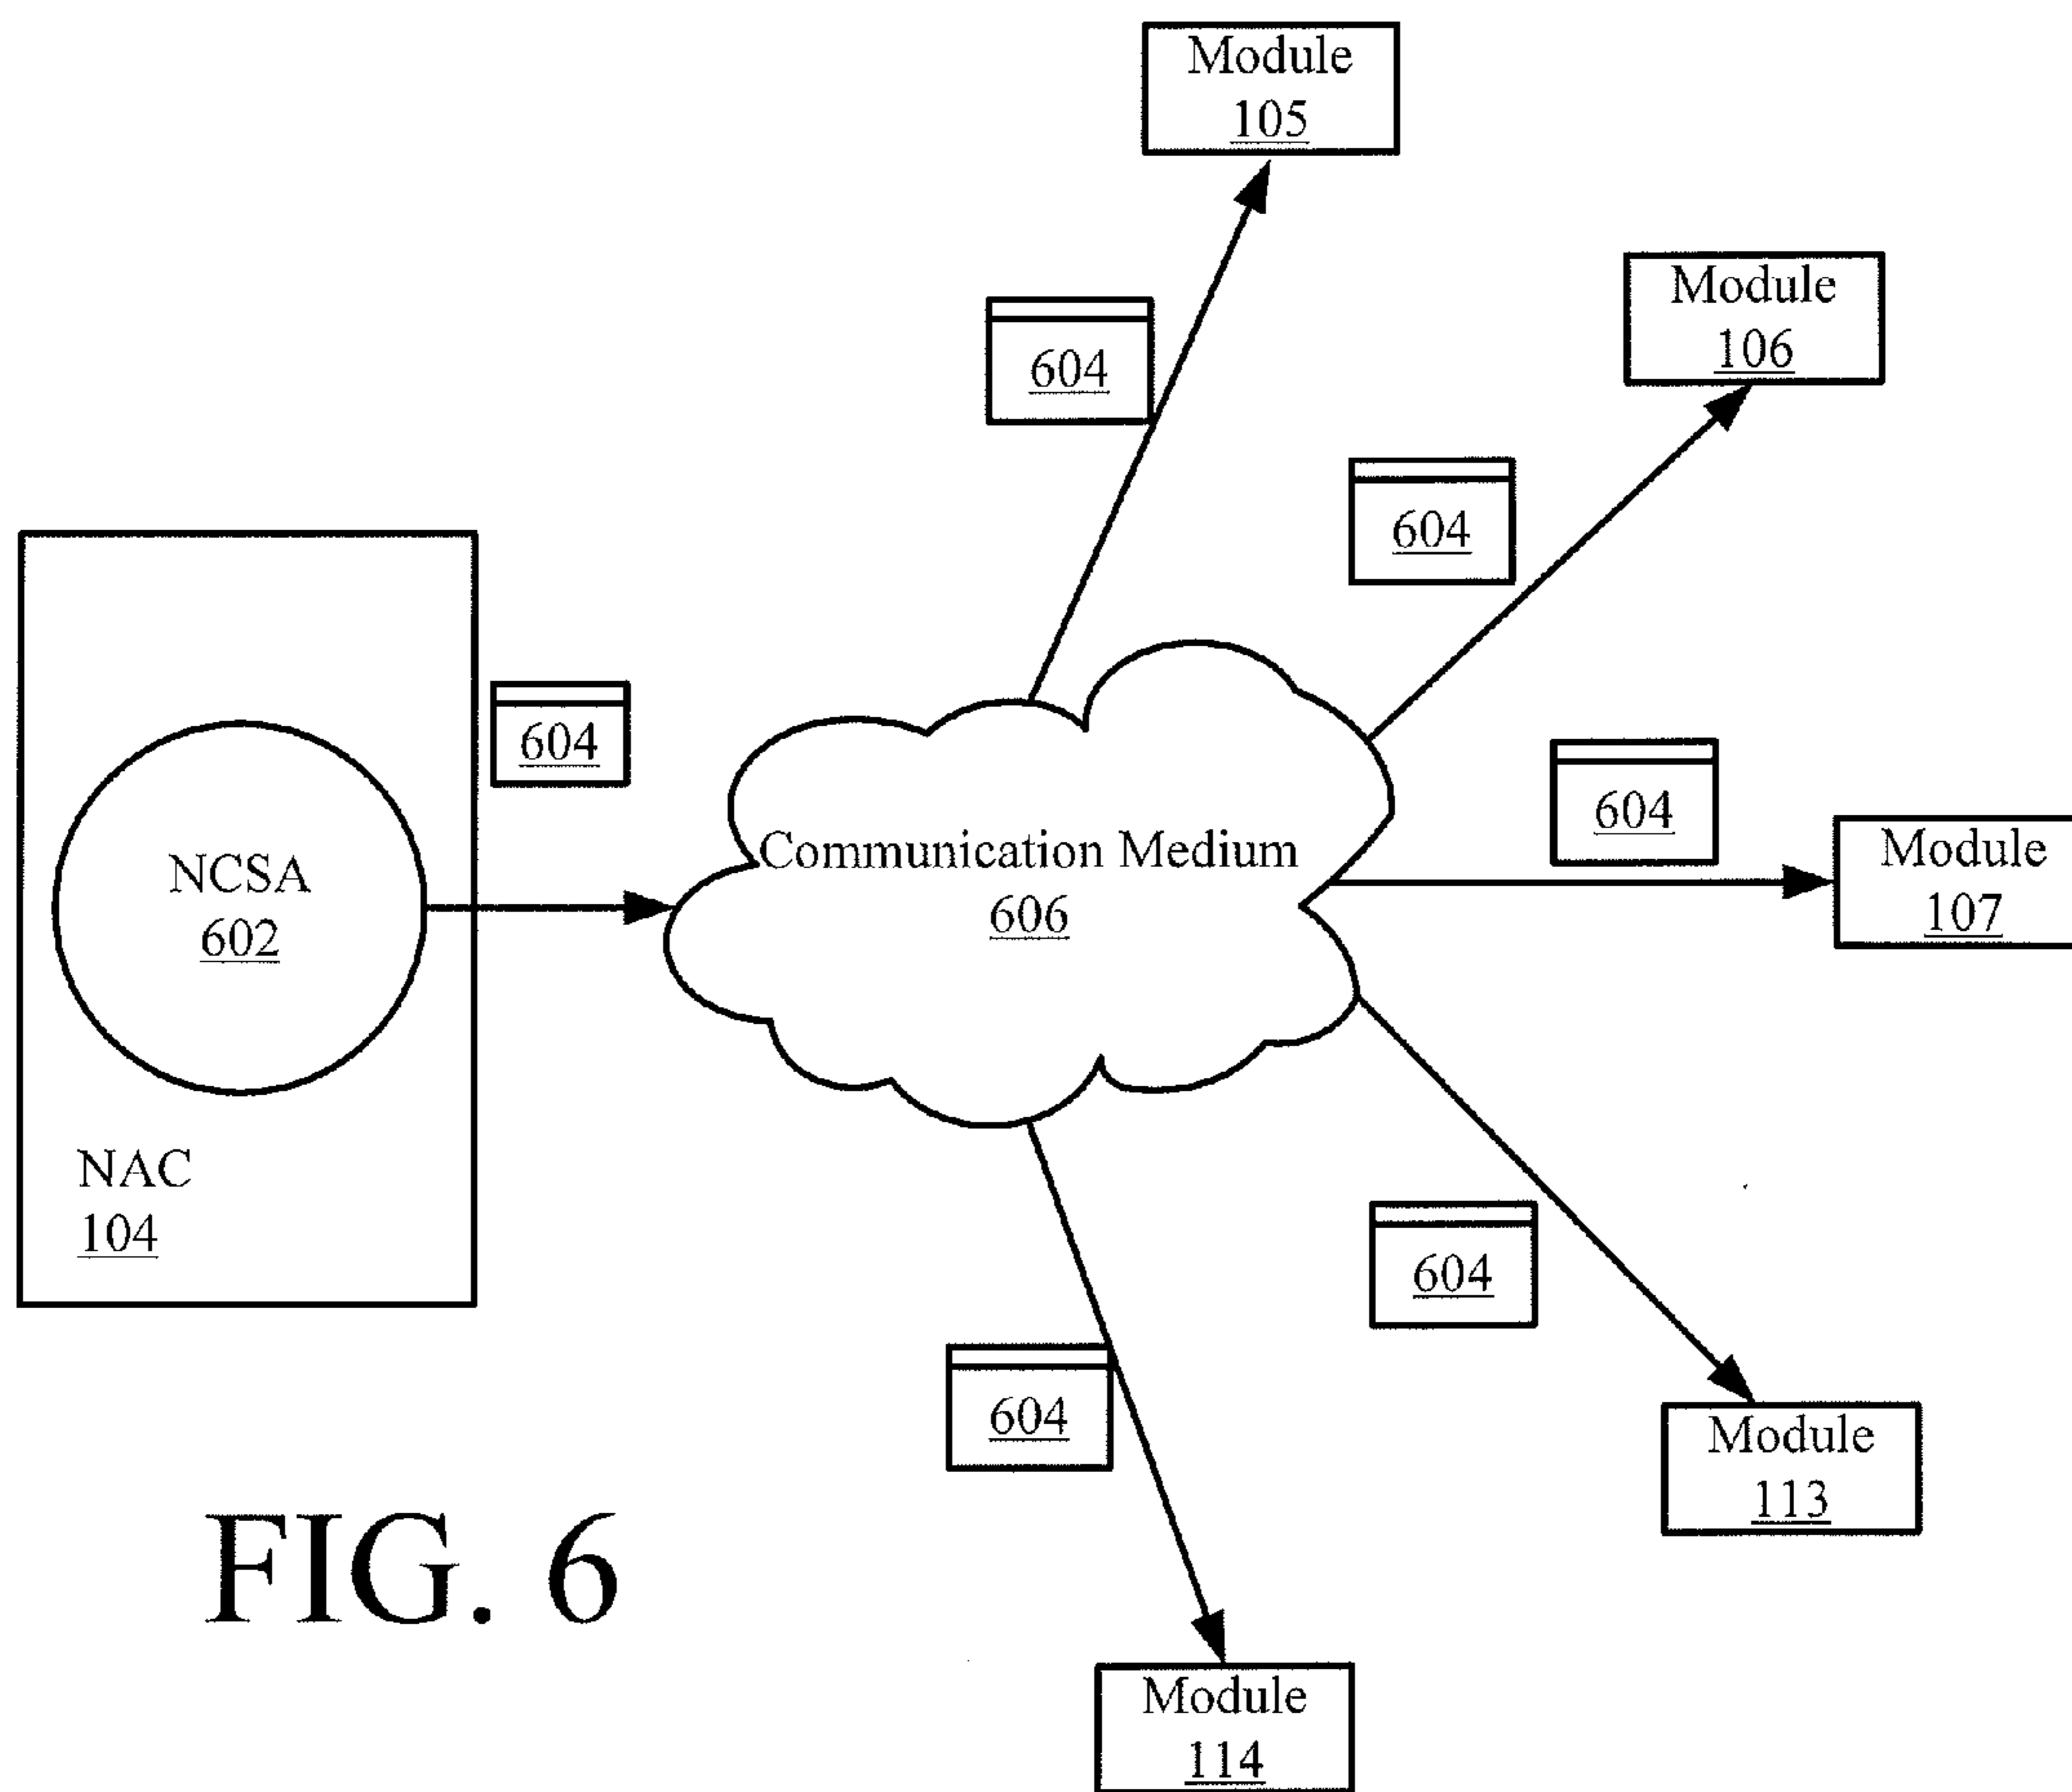 Module
105
Module
106
604
604
604
604
Module
107
NCSA
602
Communication Medium
606
NAC
104
604
604
Module
113
Module
114
FIG. 6